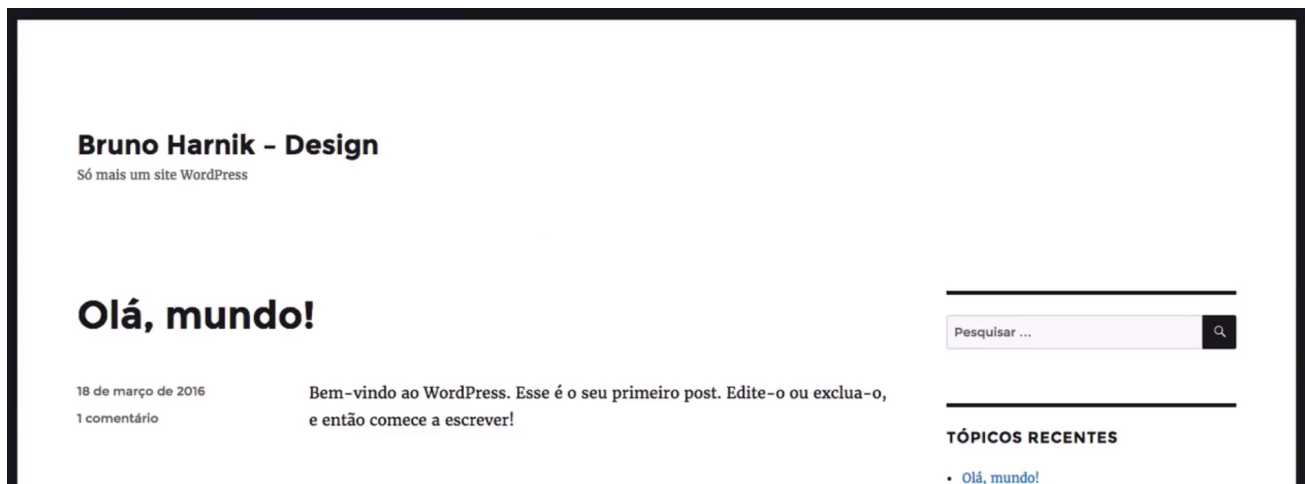 Bruno Harnik – Design
Só mais um site WordPress
Olá, mundo!
18 de março de 2016
1 comentário
Bem-vindo ao WordPress. Esse é o seu primeiro post. Edite-o ou exclua-o,
e então comece a escrever!
Pesquisar ...
TÓPICOS RECENTES
Olá, mundo!